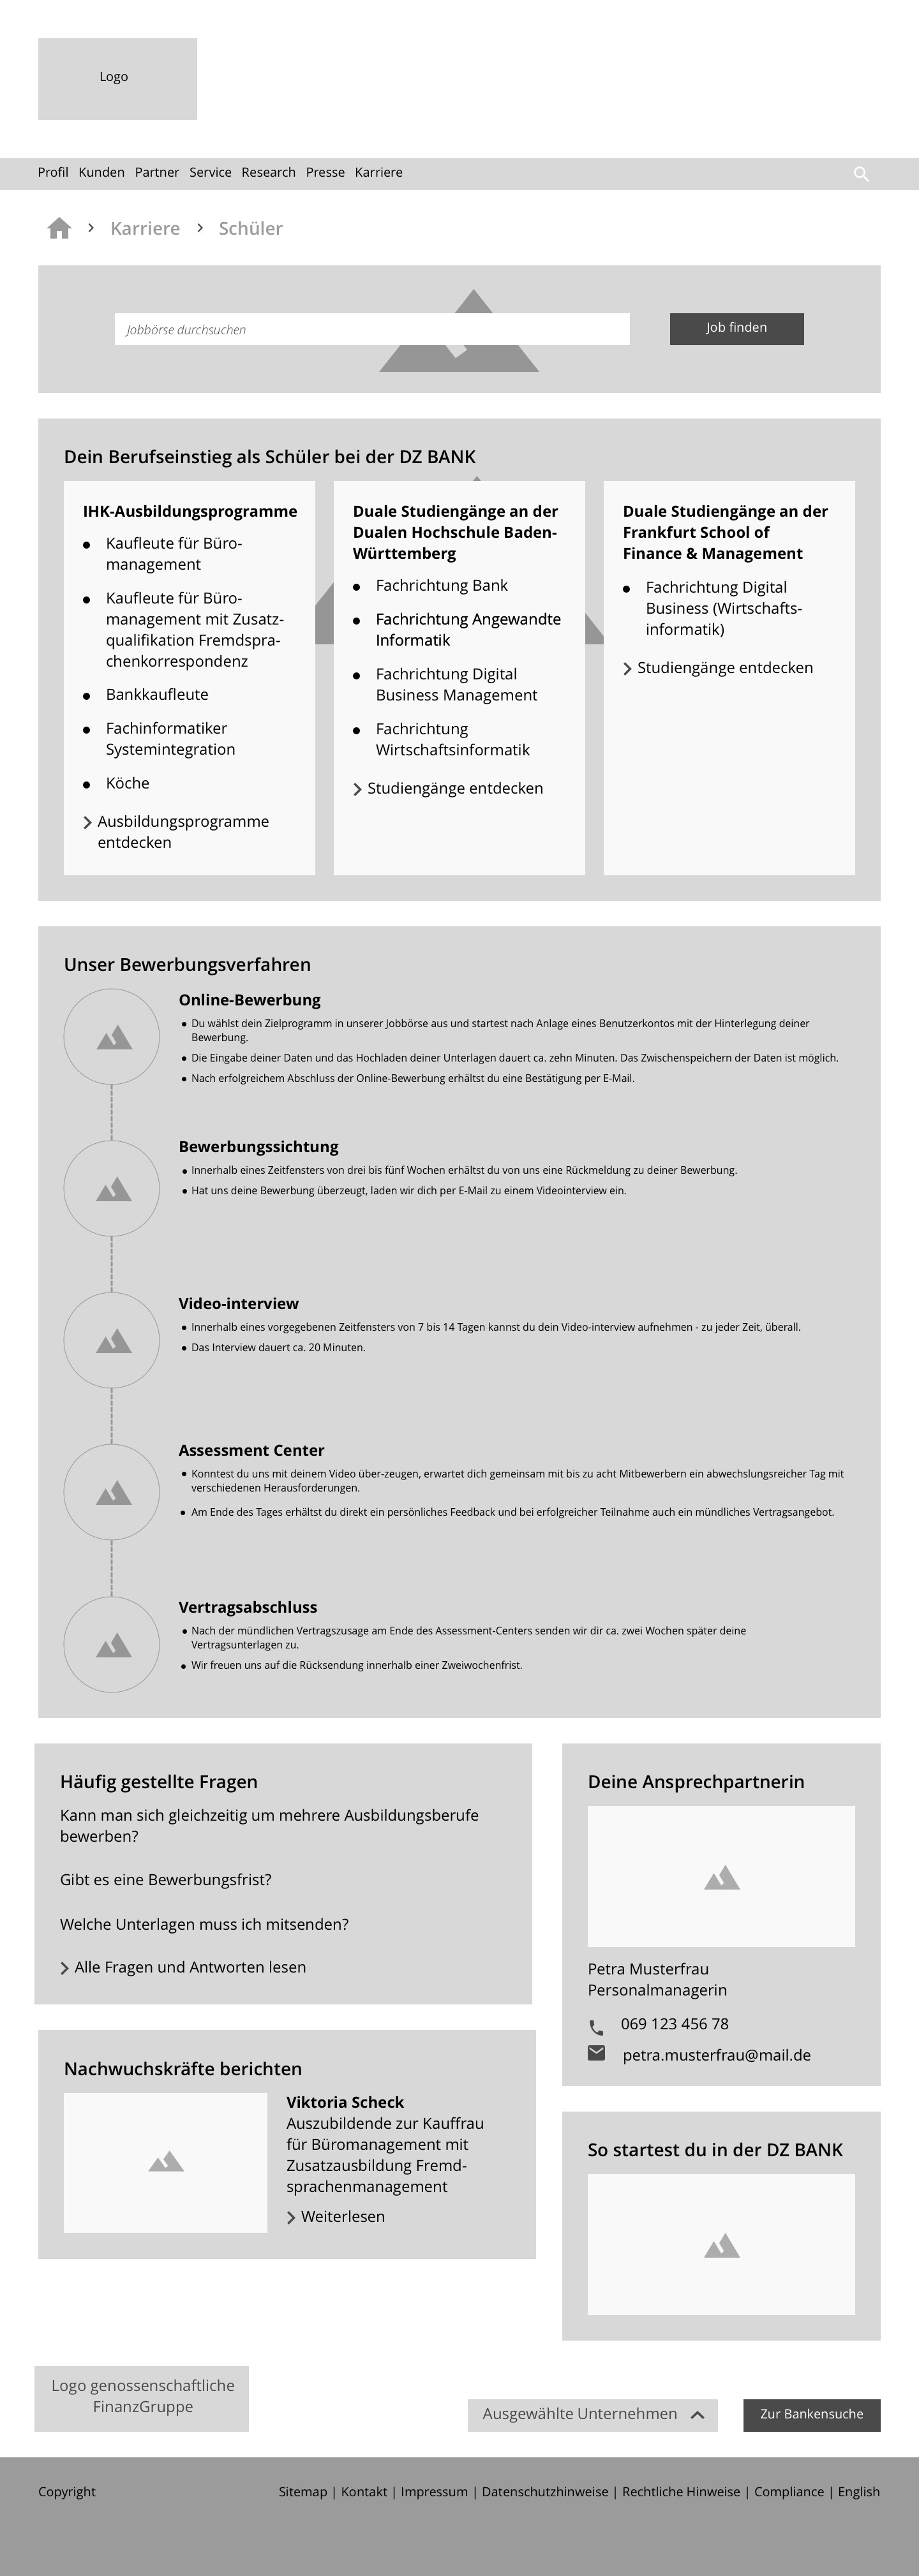 Logo
Profil Kunden Partner Service Research Presse Karriere
Karriere Schüler
Jobbörse durchsuchen
Job finden
Dein Berufseinstieg als Schüler bei der DZ BANK
IHK-Ausbildungsprogramme
Kaufleute für Büro-
management
Kaufleute für Büro-
management mit Zusatz-
qualifikation Fremdspra-
chenkorrespondenz
Bankkaufleute
Fachinformatiker
Systemintegration
Köche
Ausbildungsprogramme
entdecken
Duale Studiengänge an der
Dualen Hochschule Baden-
Württemberg
Fachrichtung Bank
Fachrichtung Angewandte
Informatik
Fachrichtung Digital
Business Management
Fachrichtung
Wirtschaftsinformatik
Studiengänge entdecken
Duale Studiengänge an der
Frankfurt School of
Finance & Management
Fachrichtung Digital
Business (Wirtschafts-
informatik)
Studiengänge entdecken
Unser Bewerbungsverfahren
Online-Bewerbung
Du wählst dein Zielprogramm in unserer Jobbörse aus und startest nach Anlage eines Benutzerkontos mit der Hinterlegung deiner
Bewerbung.
Die Eingabe deiner Daten und das Hochladen deiner Unterlagen dauert ca. zehn Minuten. Das Zwischenspeichern der Daten ist möglich.
Nach erfolgreichem Abschluss der Online-Bewerbung erhältst du eine Bestätigung per E-Mail.
Bewerbungssichtung
Innerhalb eines Zeitfensters von drei bis fünf Wochen erhältst du von uns eine Rückmeldung zu deiner Bewerbung.
Hat uns deine Bewerbung überzeugt, laden wir dich per E-Mail zu einem Videointerview ein.
Video-interview
Innerhalb eines vorgegebenen Zeitfensters von 7 bis 14 Tagen kannst du dein Video-interview aufnehmen - zu jeder Zeit, überall.
Das Interview dauert ca. 20 Minuten.
Assessment Center
Konntest du uns mit deinem Video über-zeugen, erwartet dich gemeinsam mit bis zu acht Mitbewerbern ein abwechslungsreicher Tag mit
verschiedenen Herausforderungen.
Am Ende des Tages erhältst du direkt ein persönliches Feedback und bei erfolgreicher Teilnahme auch ein mündliches Vertragsangebot.
Vertragsabschluss
Nach der mündlichen Vertragszusage am Ende des Assessment-Centers senden wir dir ca. zwei Wochen später deine
Vertragsunterlagen zu.
Wir freuen uns auf die Rücksendung innerhalb einer Zweiwochenfrist.
Häufig gestellte Fragen
Kann man sich gleichzeitig um mehrere Ausbildungsberufe
bewerben?
Gibt es eine Bewerbungsfrist?
Welche Unterlagen muss ich mitsenden?
Alle Fragen und Antworten lesen
Deine Ansprechpartnerin
Petra Musterfrau
Personalmanagerin
069 123 456 78
petra.musterfrau@mail.de
Nachwuchskräfte berichten
Viktoria Scheck
Auszubildende zur Kauffrau
für Büromanagement mit
Zusatzausbildung Fremd-
sprachenmanagement
Weiterlesen
So startest du in der DZ BANK
Logo genossenschaftliche
FinanzGruppe
Ausgewählte Unternehmen
Zur Bankensuche
Copyright
Sitemap | Kontakt | Impressum | Datenschutzhinweise | Rechtliche Hinweise | Compliance | English